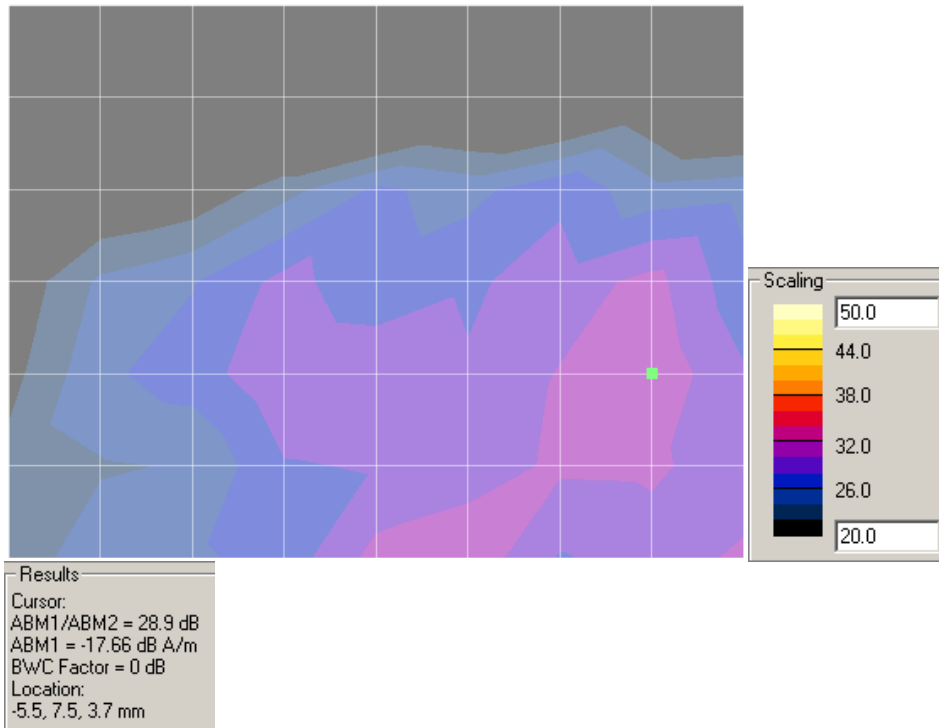 Scaling
50.0
44.0
38.0
32.0
26.0
20.0
Results
Cursor:
ABM1/ABM2 = 28.9 dB
ABM1 = -17.66 dB A/m
BWC Factor = 0 dB
Location:
-5.5, 7.5, 3.7 mm